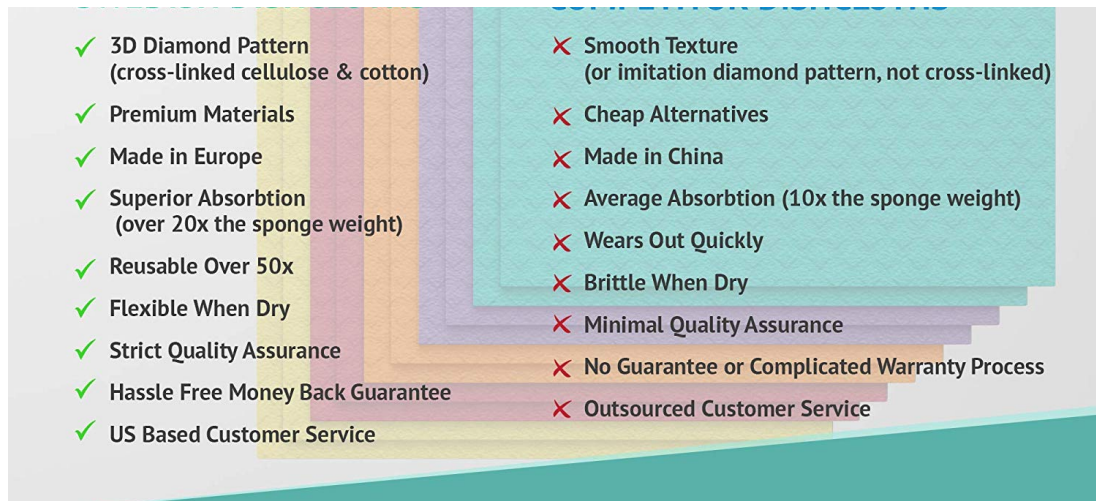 3D Diamond Pattern
(cross-linked cellulose & cotton)
Premium Materials
Made in Europe
Superior Absorbtion
(over 20x the sponge weight)
Reusable Over 50x
Flexible When Dry
Strict Quality Assurance
Hassle Free Money Back Guarantee
US Based Customer Service
Smooth Texture
(or imitation diamond pattern, not cross-linked)
Cheap Alternatives
Made in China
Average Absorbtion (10x the sponge weight)
Wears Out Quickly
Brittle When Dry
Minimal Quality Assurance
No Guarantee or Complicated Warranty Process
Outsourced Customer Service